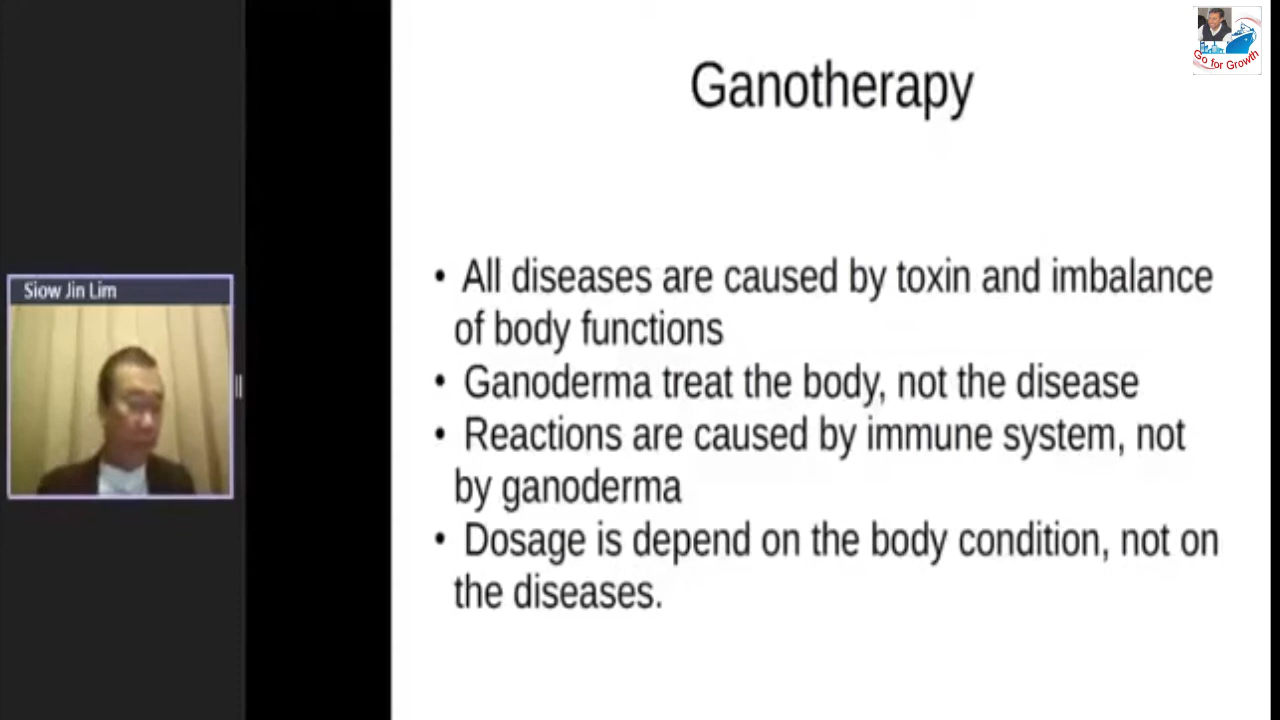 Go for Growth
Ganotherapy
Siow Jin Lim
• All diseases are caused by toxin and imbalance
of body functions
• Ganoderma treat the body, not the disease
• Reactions are caused by immune system, not
by ganoderma
• Dosage is depend on the body condition, not on
the diseases.